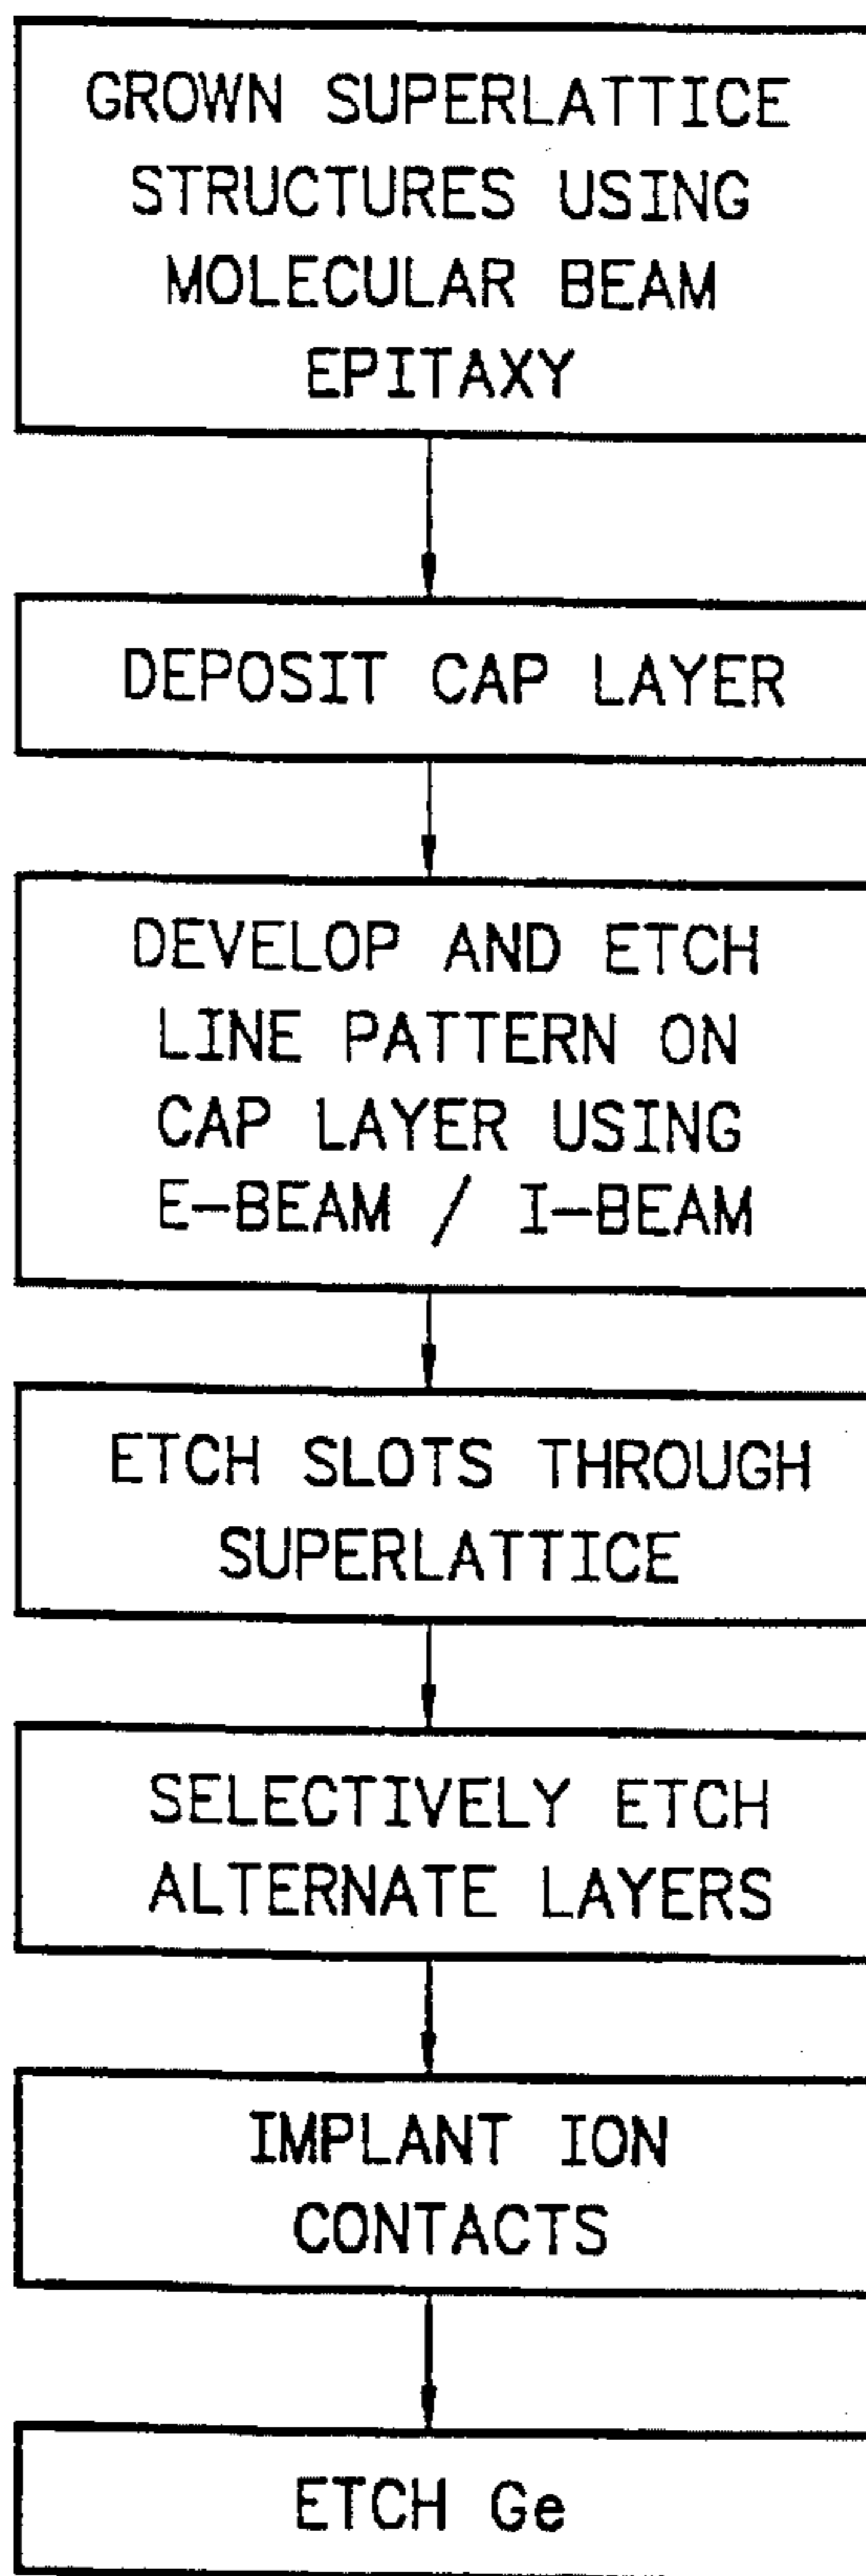 GROWN SUPERLATTICE
STRUCTURES USING
MOLECULAR BEAM
EPITAXY
DEPOSIT CAP LAYER
DEVELOP AND ETCH
LINE PATTERN ON
CAP LAYER USING
E-BEAM / I-BEAM
ETCH SLOTS THROUGH
SUPERLATTICE
SELECTIVELY ETCH
ALTERNATE LAYERS
IMPLANT ION
CONTACTS
ETCH Ge